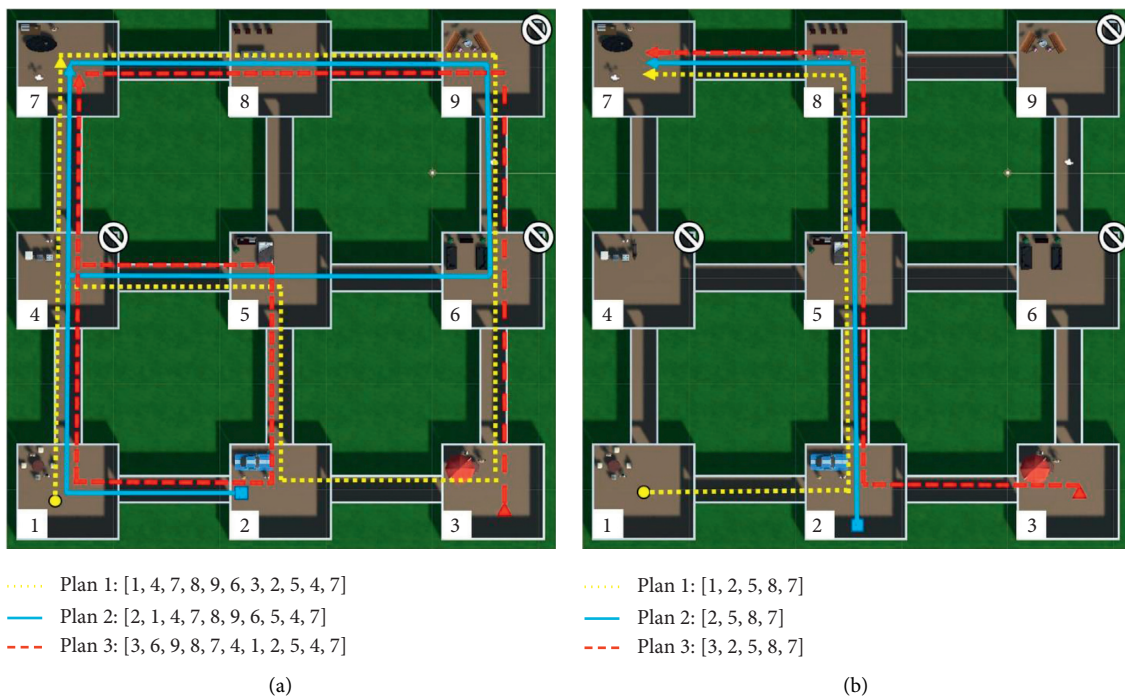 7 8 9
4 5 6
1 2 3
Plan 1: [1, 4, 7, 8, 9, 6, 3, 2, 5, 4, 7]
Plan 2: [2, 1, 4, 7, 8, 9, 6, 5, 4, 7]
Plan 3: [3, 6, 9, 8, 7, 4, 1, 2, 5, 4, 7]
(a)
7 8 9
4 5 6
1 2 3
Plan 1: [1, 2, 5, 8, 7]
Plan 2: [2, 5, 8, 7]
Plan 3: [3, 2, 5, 8, 7]
(b)